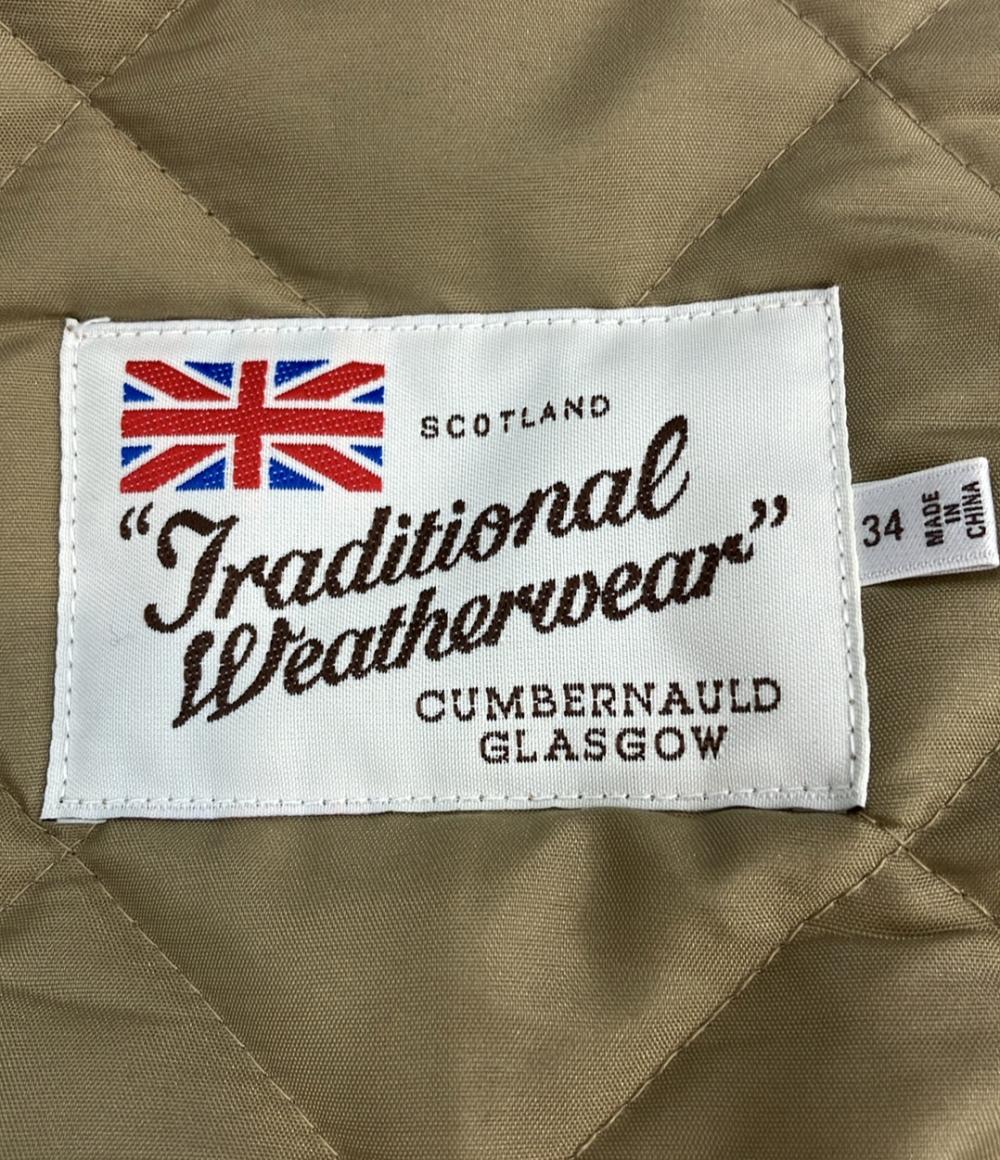 SCOTLAND
“Traditional
Weatherwear”
CUMBERNAULD
GLASGOW
34
MADE
IN
CHINA